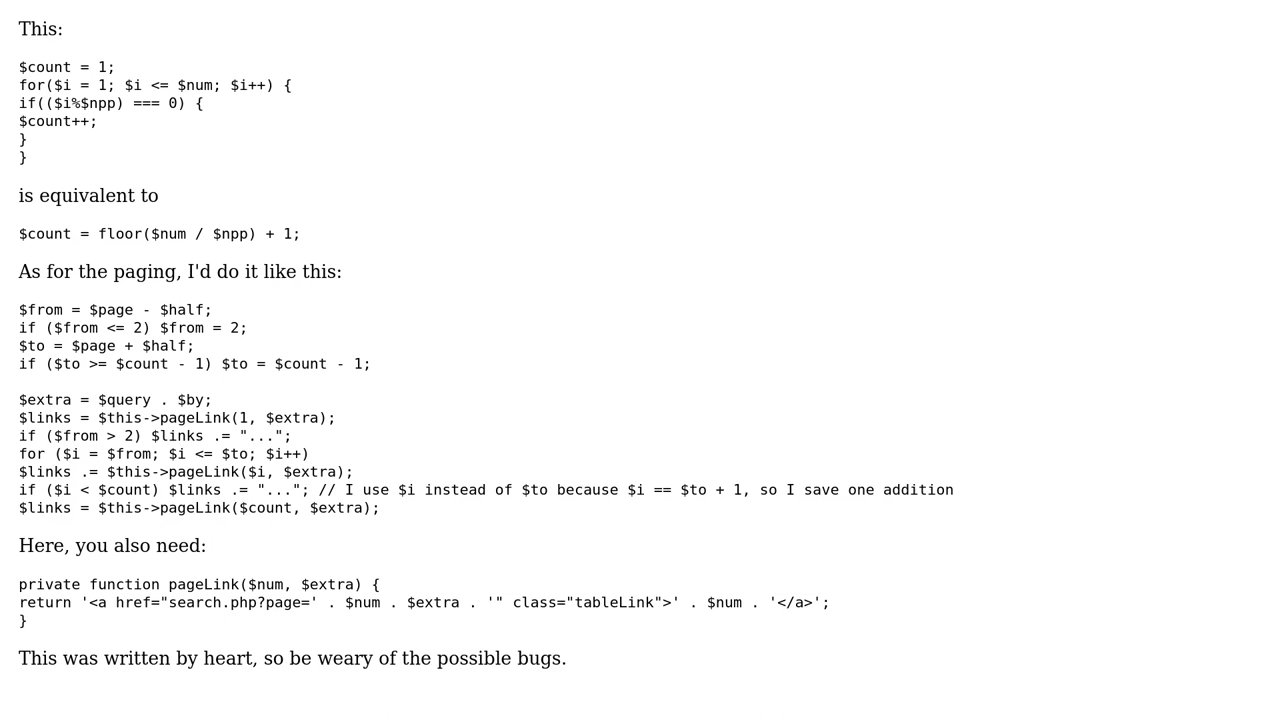 This:
$count = 1;
for($i = 1; $i <= $num; $i++) {
if(($i%$npp) === 0) {
$count++;
}
}
is equivalent to
$count = floor($num / $npp) + 1;
As for the paging, I'd do it like this:
$from = $page - $half;
if ($from <= 2) $from = 2;
$to = $page + $half;
if ($to >= $count - 1) $to = $count - 1;
$extra = $query . $by;
$links = $this->pageLink(1, $extra);
if ($from > 2) $links .= "...";
for ($i = $from; $i <= $to; $i++)
$links .= $this->pageLink($i, $extra);
if ($i < $count) $links .= "..."; // I use $i instead of $to because $i == $to + 1, so I save one addition
$links = $this->pageLink($count, $extra);
Here, you also need:
private function pageLink($num, $extra) {
return '<a href="search.php?page=' . $num . $extra . '" class="tableLink">' . $num . '</a>';
}
This was written by heart, so be weary of the possible bugs.